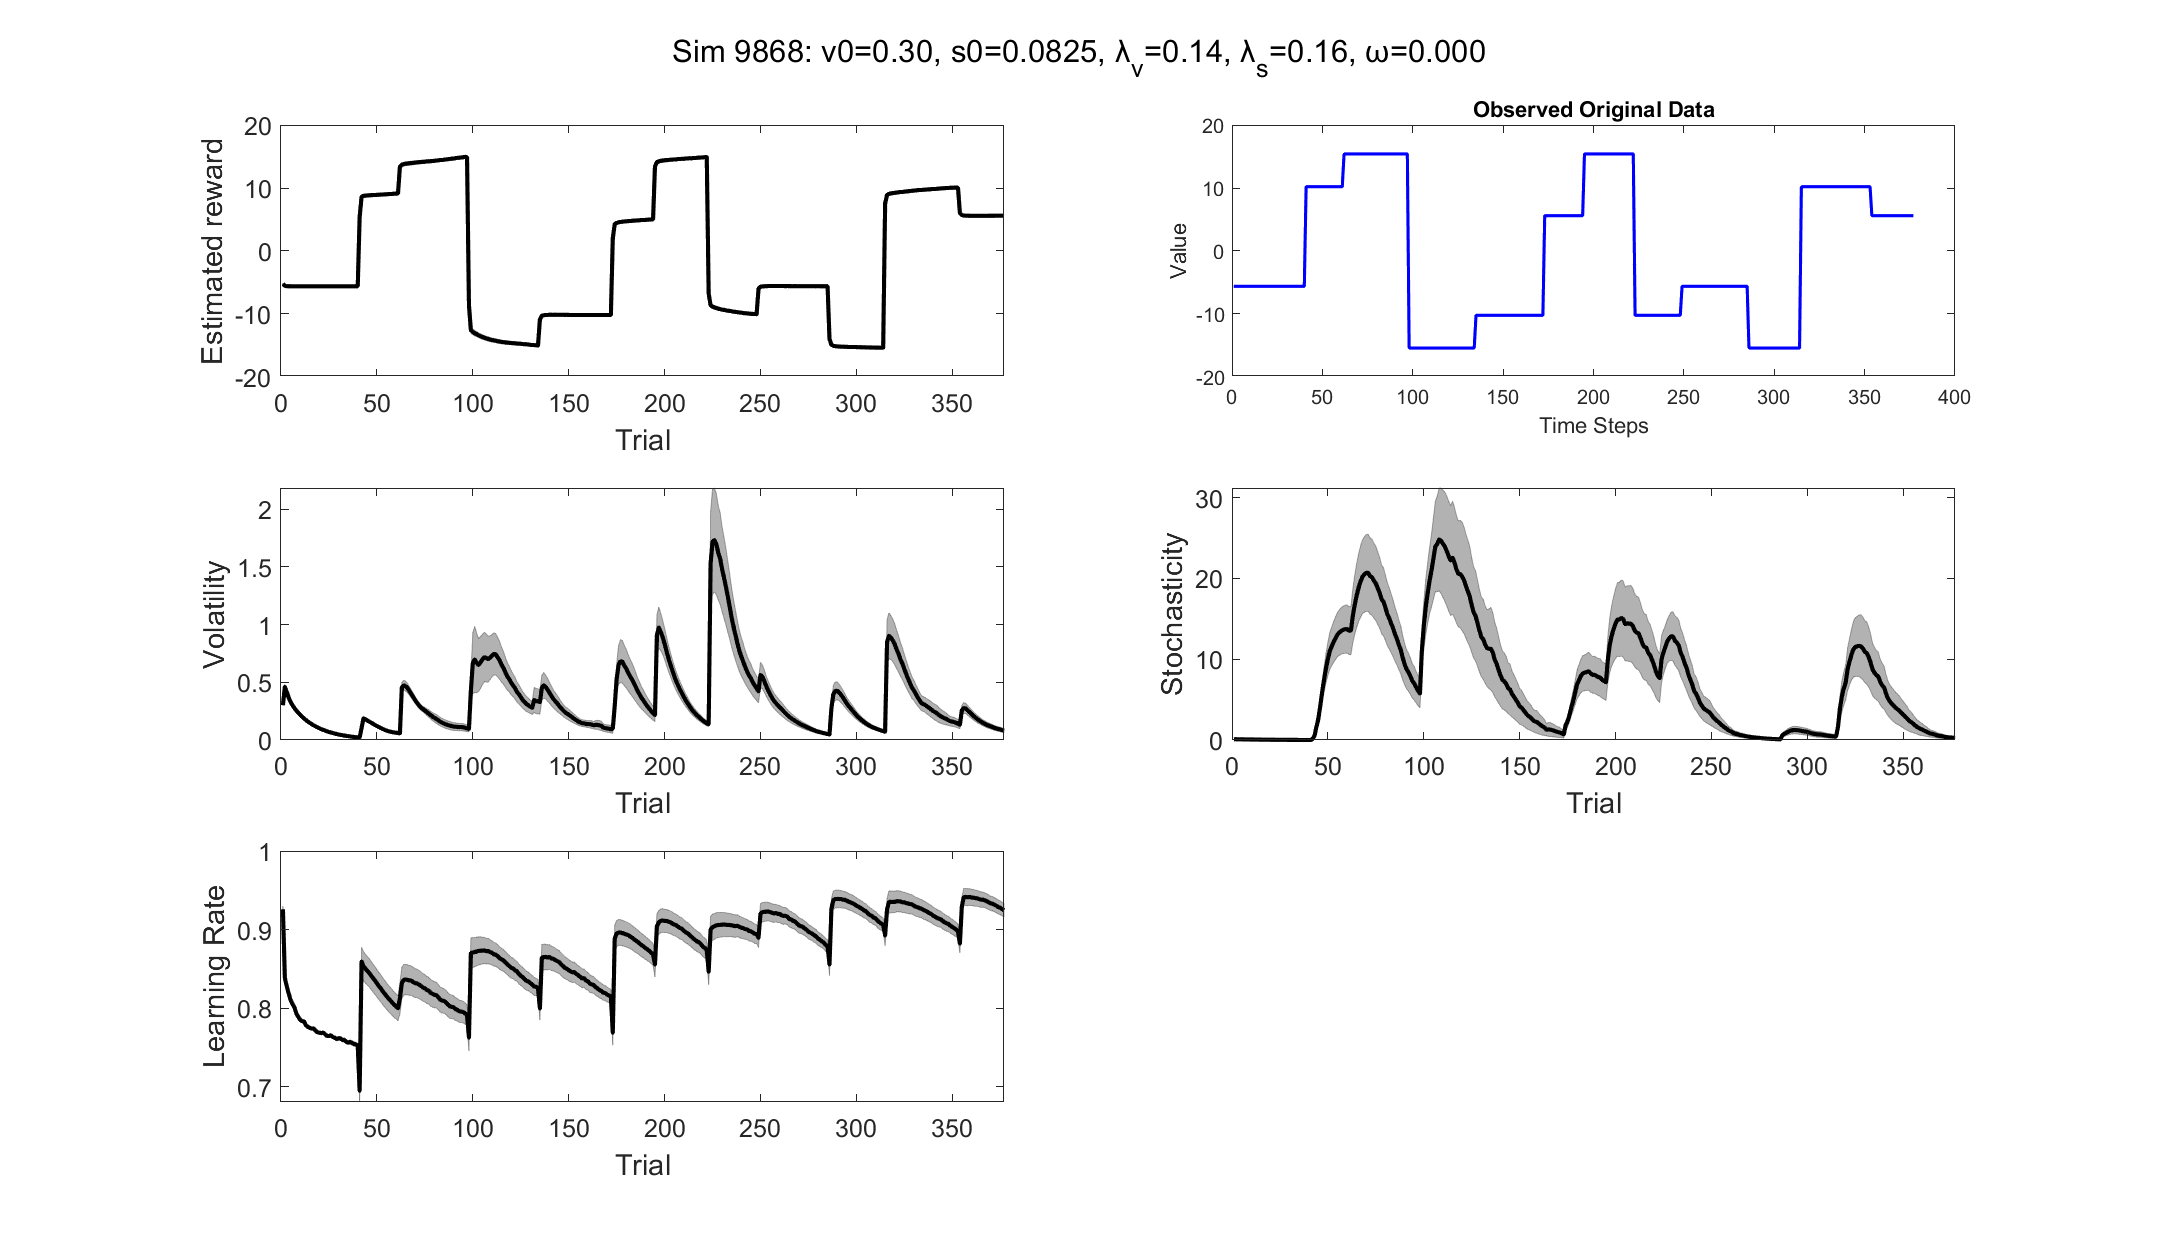 Sim 9868: v0=0.30, s0=0.0825, λv=0.14, λs=0.16, ω=0.000
Estimated reward
20
10
0
-10
-20
0 50 100 150 200 250 300 350
Trial
Observed Original Data
Value
20
10
0
-10
-20
0 50 100 150 200 250 300 350 400
Time Steps
Volatility
2
1.5
1
0.5
0
0 50 100 150 200 250 300 350
Trial
Stochasticity
30
20
10
0
0 50 100 150 200 250 300 350
Trial
Learning Rate
1
0.9
0.8
0.7
0 50 100 150 200 250 300 350
Trial